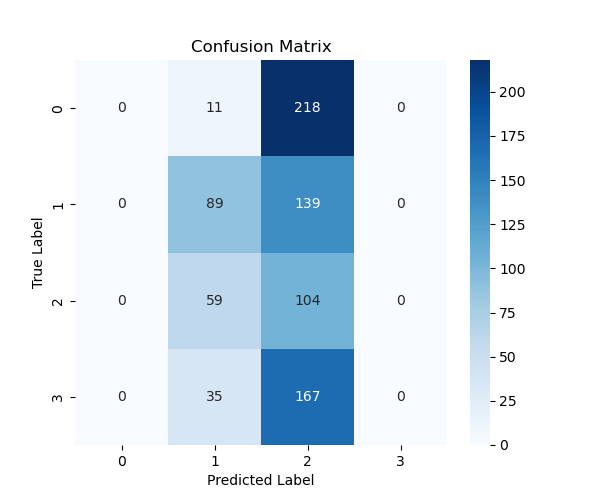 Confusion Matrix
True Label
0 0 11 218 0
1 0 89 139 0
2 0 59 104 0
3 0 35 167 0
0 1 2 3
Predicted Label
200
175
150
125
100
75
50
25
0